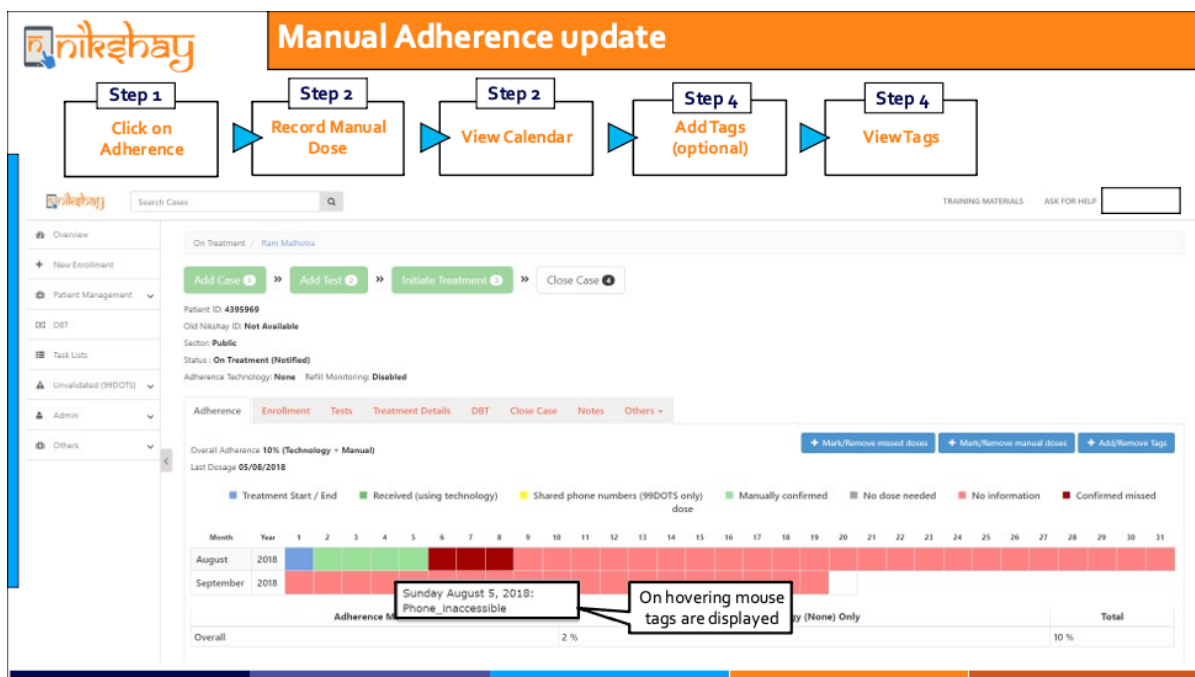 nikshay
Manual Adherence update
Step 1
Click on
Adherence
Step 2
Record Manual
Dose
Step 2
View Calendar
Step 4
Add Tags
(optional)
Step 4
View Tags
nikshay
Search Cases
TRAINING MATERIALS
ASK FOR HELP
Overview
New Enrollment
Patient Management
DBT
Task Lists
Unvalidated (99DOTS)
Admin
Others
On Treatment / Ram Malhotra
Add Case 1 » Add Test 2 » Initiate Treatment 3 » Close Case 4
Patient ID: 4395969
Old Nikshay ID: Not Available
Sector: Public
Status : On Treatment (Notified)
Adherence Technology: None Refill Monitoring: Disabled
Adherence Enrollment Tests Treatment Details DBT Close Case Notes Others
+ Mark/Remove missed doses + Mark/Remove manual doses + Add/Remove Tags
Overall Adherence 10% (Technology + Manual)
Last Dosage 05/08/2018
Treatment Start / End Received (using technology) Shared phone numbers (99DOTS only) Manually confirmed No dose needed No information Confirmed missed
dose
Month Year 1 2 3 4 5 6 7 8 9 10 11 12 13 14 15 16 17 18 19 20 21 22 23 24 25 26 27 28 29 30 31
August 2018
September 2018
Sunday August 5, 2018:
Phone_inaccessible
On hovering mouse
tags are displayed
Adherence (None) Only Total
Overall 2 % 10 %